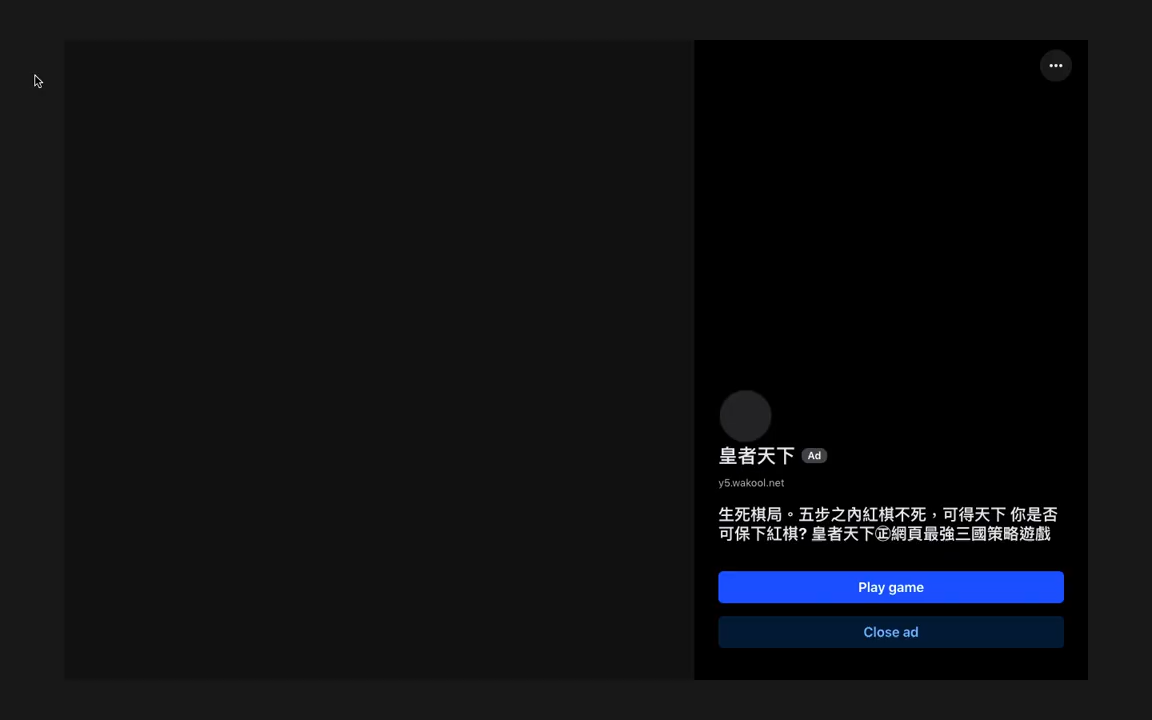 皇者天下 Ad
y5.wakool.net
生死棋局。五步之內紅棋不死，可得天下 你是否
可保下紅棋? 皇者天下㊣網頁最強三國策略遊戲
Play game
Close ad